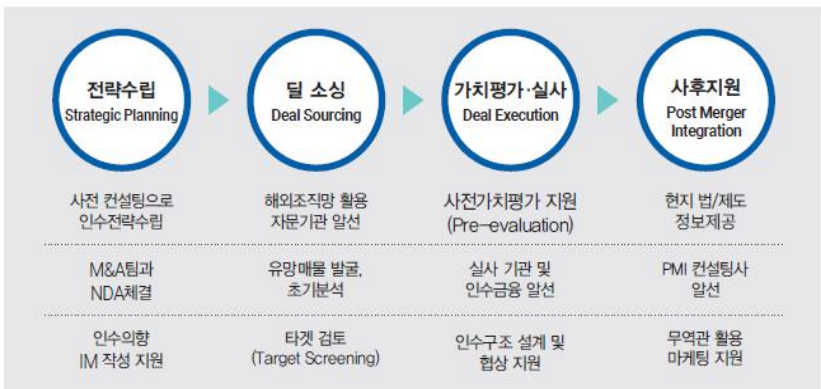 전략수립
Strategic Planning
딜 소싱
Deal Sourcing
가치평가·실사
Deal Execution
사후지원
Post Merger
Integration
사전 컨설팅으로
인수전략수립
해외조직망 활용
자문기관 알선
사전가치평가 지원
(Pre-evaluation)
현지 법/제도
정보제공
M&A팀과
NDA체결
유망매물 발굴,
초기분석
실사 기관 및
인수금융 알선
PMI 컨설팅사
알선
인수의향
IM 작성 지원
타겟 검토
(Target Screening)
인수구조 설계 및
협상 지원
무역관 활용
마케팅 지원